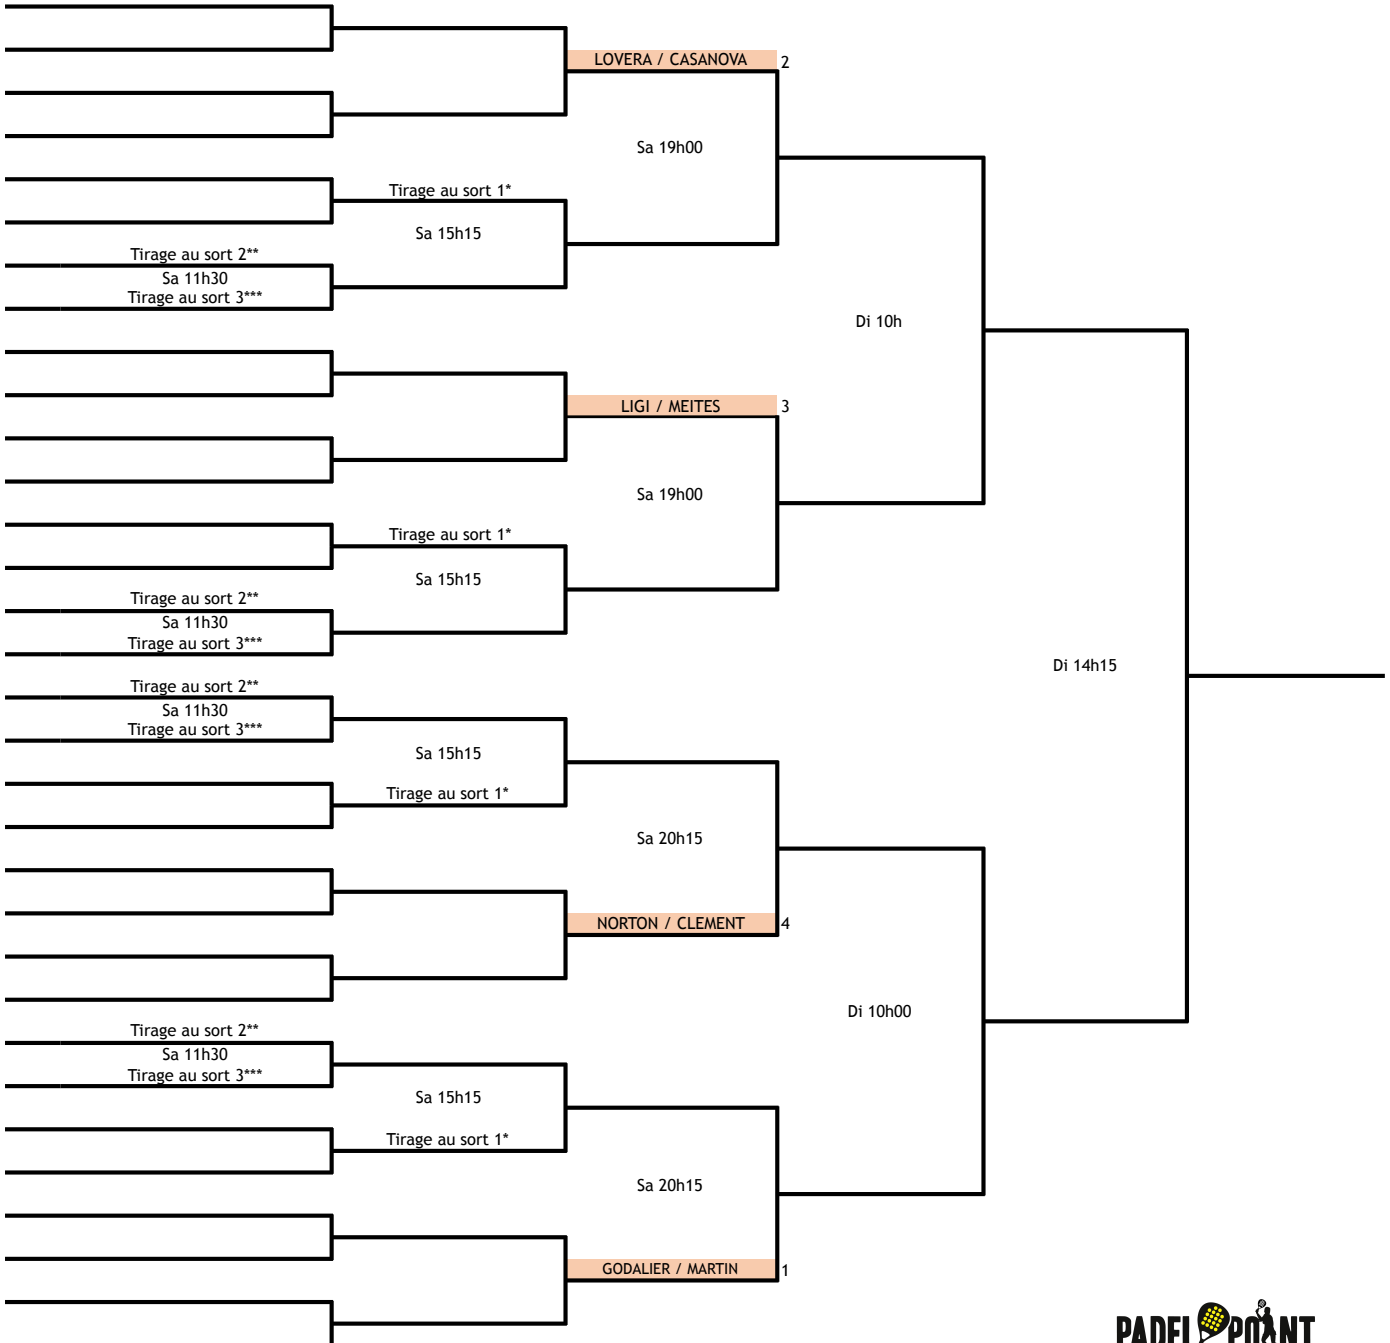 LOVERA / CASANOVA 2
Sa 19h00
Tirage au sort 1*
Sa 15h15
Tirage au sort 2**
Sa 11h30
Tirage au sort 3***
Di 10h
LIGI / MEITES 3
Sa 19h00
Tirage au sort 1*
Sa 15h15
Tirage au sort 2**
Sa 11h30
Tirage au sort 3***
Di 14h15
Tirage au sort 2**
Sa 11h30
Tirage au sort 3***
Sa 15h15
Tirage au sort 1*
Sa 20h15
NORTON / CLEMENT 4
Di 10h00
Tirage au sort 2**
Sa 11h30
Tirage au sort 3***
Sa 15h15
Tirage au sort 1*
Sa 20h15
GODALIER / MARTIN 1
PADEL POINT